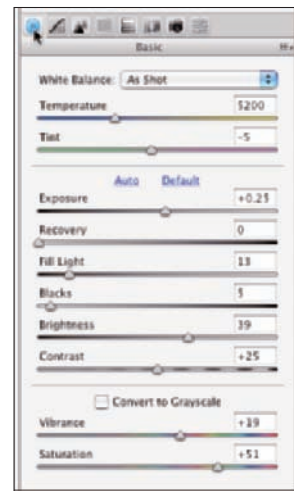 Basic
White Balance: As Shot
Temperature 5200
Tint -5
Auto Default
Exposure +0.25
Recovery 0
Fill Light 13
Blacks 5
Brightness 39
Contrast +25
Convert to Grayscale
Vibrance +19
Saturation +51